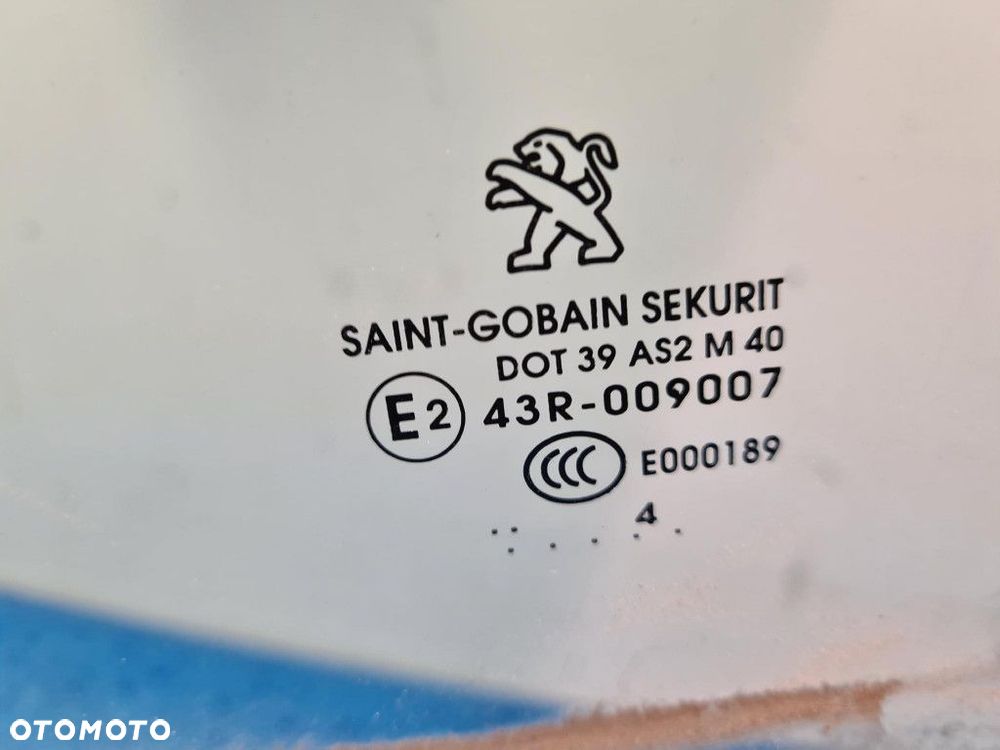 SAINT-GOBAIN SEKURIT
DOT 39 AS2 M 40
E2 43R-009007
CCC E000189
4
OTOMOTO